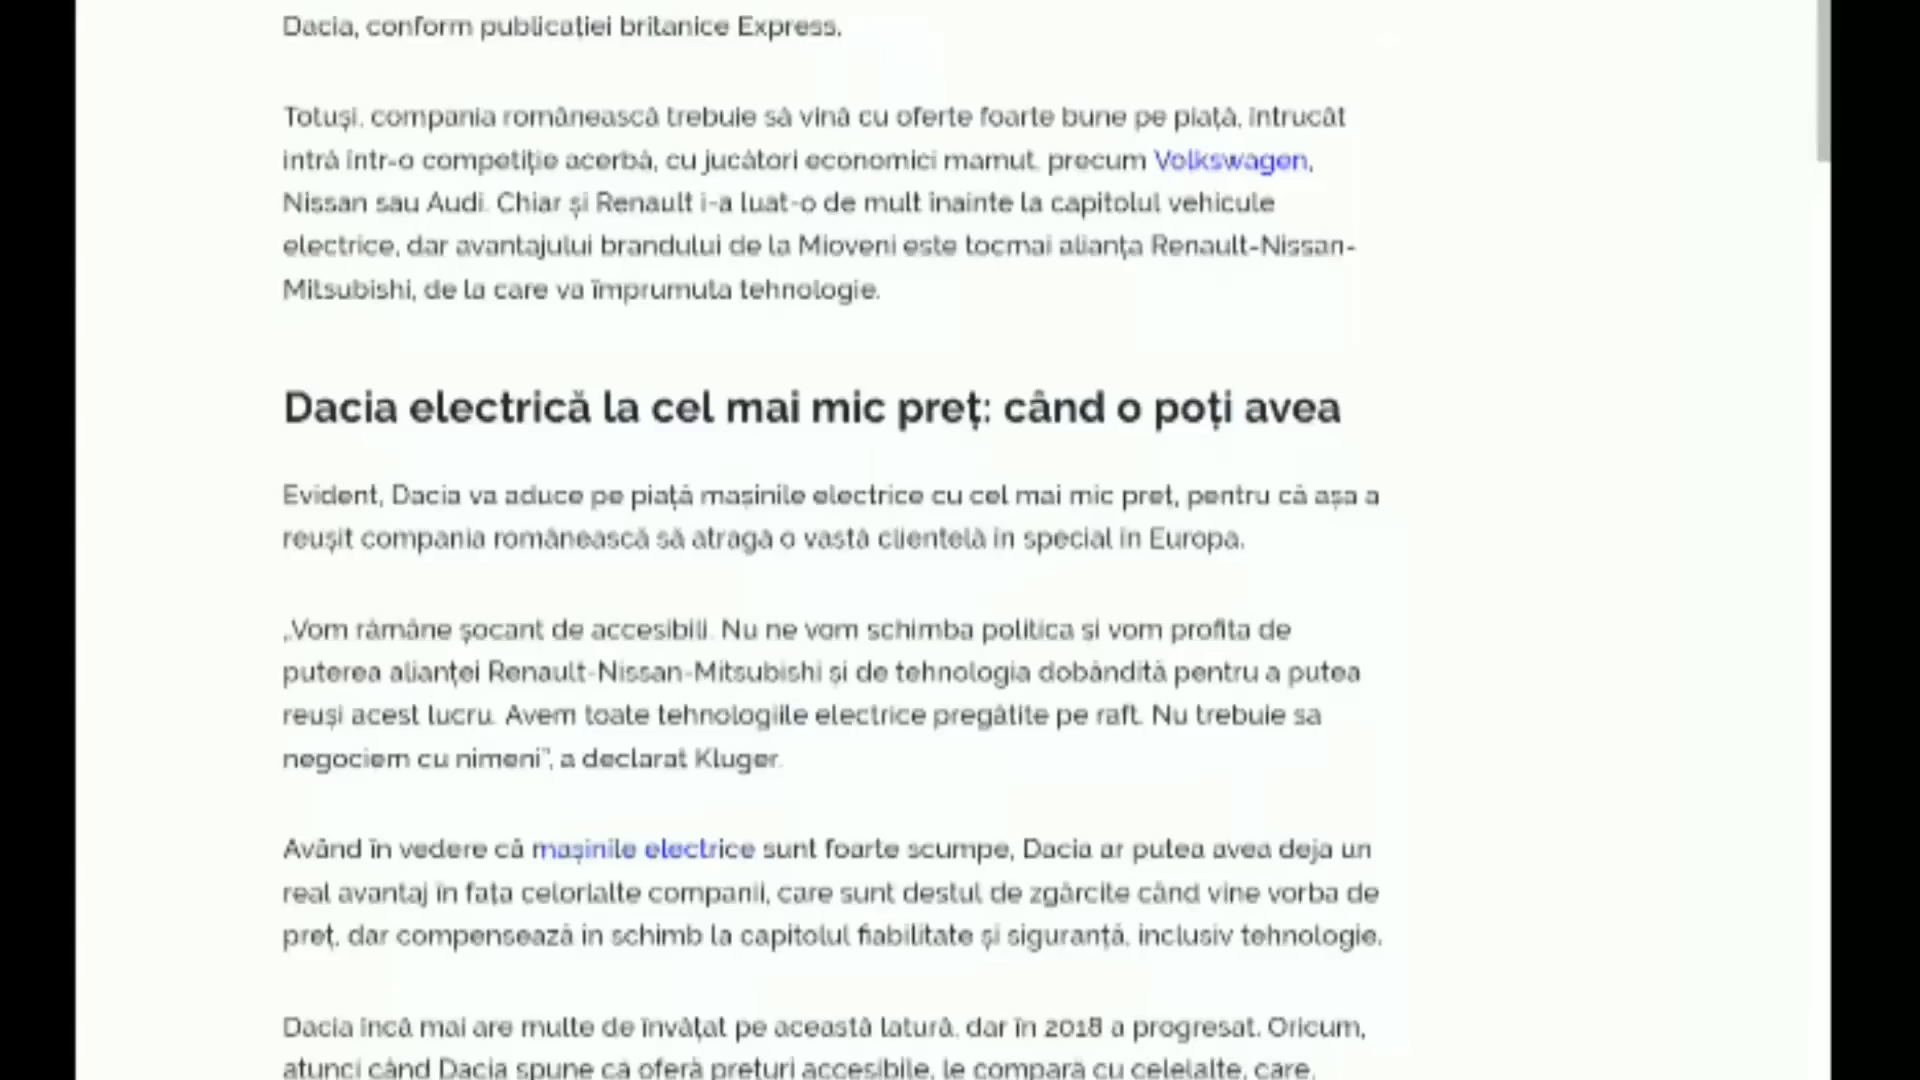 Dacia, conform publicației britanice Express.
Totuși, compania românească trebuie să vină cu oferte foarte bune pe piață, întrucât
intră într-o competiție acerbă, cu jucători economici mamut, precum Volkswagen,
Nissan sau Audi. Chiar și Renault i-a luat-o de mult înainte la capitolul vehicule
electrice, dar avantajului brandului de la Mioveni este tocmai alianța Renault-Nissan-
Mitsubishi, de la care va împrumuta tehnologie.
Dacia electrică la cel mai mic preț: când o poți avea
Evident, Dacia va aduce pe piață mașinile electrice cu cel mai mic preț, pentru că așa a
reușit compania românească să atragă o vastă clientelă în special în Europa.
„Vom rămâne șocant de accesibili. Nu ne vom schimba politica și vom profita de
puterea alianței Renault-Nissan-Mitsubishi și de tehnologia dobândită pentru a putea
reuși acest lucru. Avem toate tehnologiile electrice pregătite pe raft. Nu trebuie sa
negociem cu nimeni”, a declarat Kluger.
Având în vedere că mașinile electrice sunt foarte scumpe, Dacia ar putea avea deja un
real avantaj în fața celorlalte companii, care sunt destul de zgârcite când vine vorba de
preț, dar compensează în schimb la capitolul fiabilitate și siguranță, inclusiv tehnologie.
Dacia încă mai are multe de învățat pe această latură, dar în 2018 a progresat. Oricum,
atunci când Dacia spune că oferă prețuri accesibile, le compară cu celelalte, care,